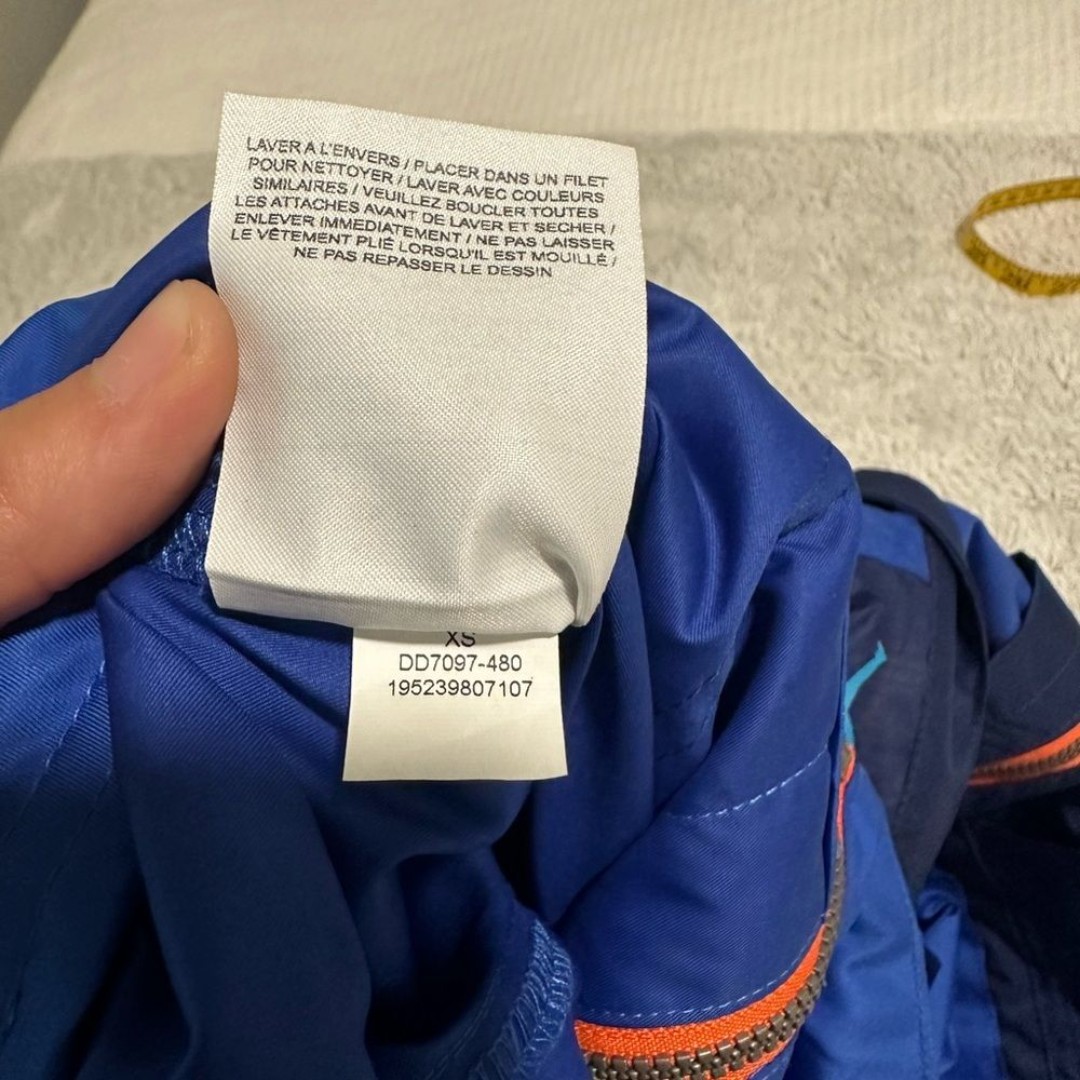 LAVER A L'ENVERS / PLACER DANS UN FILET
POUR NETTOYER / LAVER AVEC COULEURS
SIMILAIRES / VEUILLEZ BOUCLER TOUTES
LES ATTACHES AVANT DE LAVER ET SECHER /
ENLEVER IMMEDIATEMENT / NE PAS LAISSER
LE VÊTEMENT PLIÉ LORSQU'IL EST MOUILLÉ /
NE PAS REPASSER LE DESSIN
XS
DD7097-480
195239807107